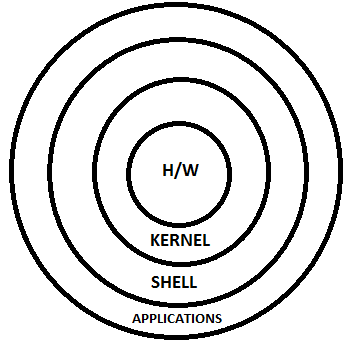 H/W
KERNEL
SHELL
APPLICATIONS